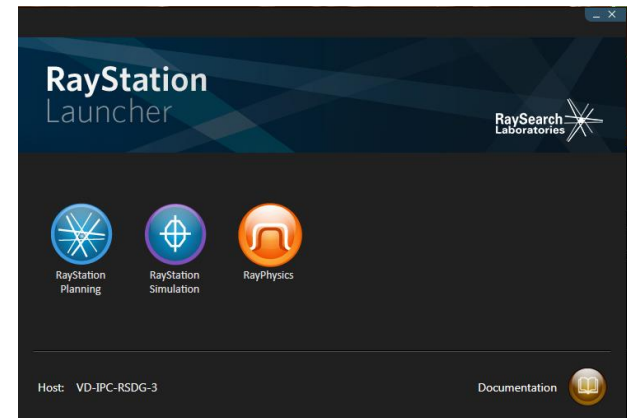 RayStation
Launcher
RaySearch
Laboratories
RayStation
Planning
RayStation
Simulation
RayPhysics
Host: VD-IPC-RSDG-3
Documentation